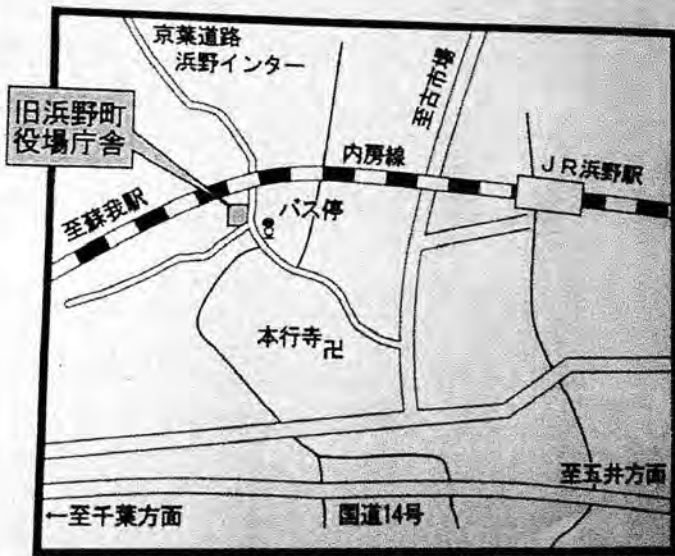 京葉道路
浜野インター
旧浜野町
役場庁舎
至古市場
内房線
JR浜野駅
至蘇我駅
バス停
本行寺卍
至五井方面
←至千葉方面
国道14号